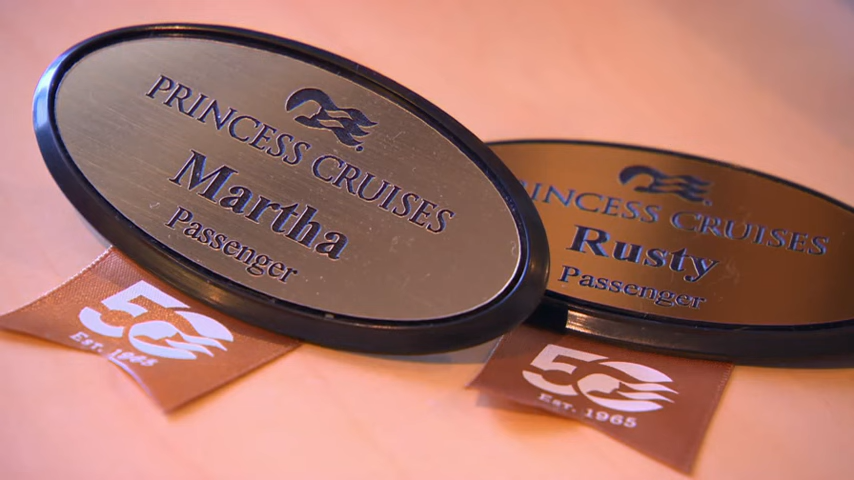 PRINCESS CRUISES
Martha
Passenger
50
Est. 1965
PRINCESS CRUISES
Rusty
Passenger
50
Est. 1965